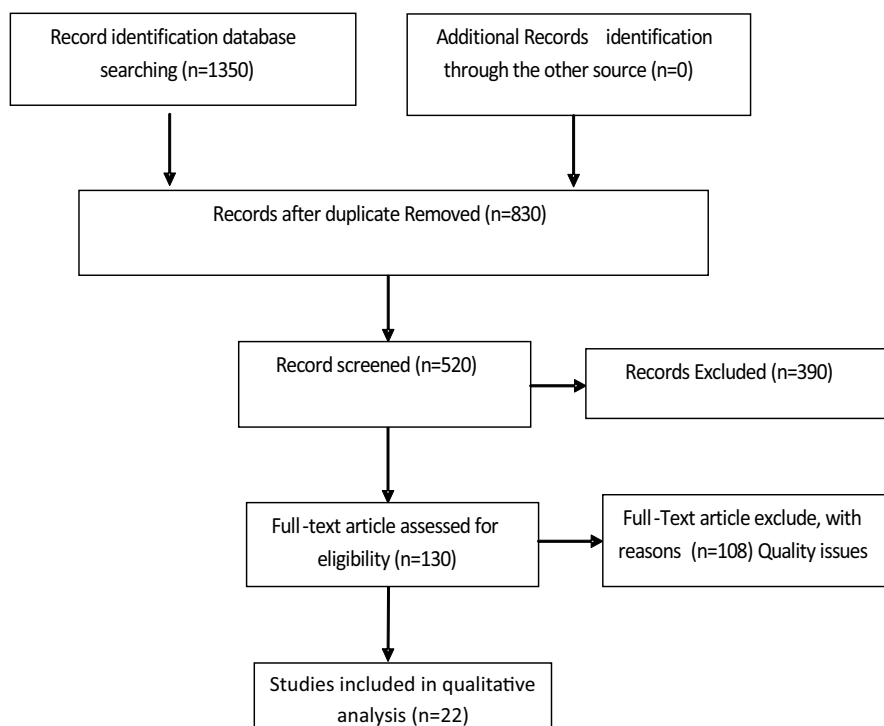 Record identification database
searching (n=1350)
Additional Records identification
through the other source (n=0)
Records after duplicate Removed (n=830)
Record screened (n=520)
Records Excluded (n=390)
Full-text article assessed for
eligibility (n=130)
Full-Text article exclude, with
reasons (n=108) Quality issues
Studies included in qualitative
analysis (n=22)